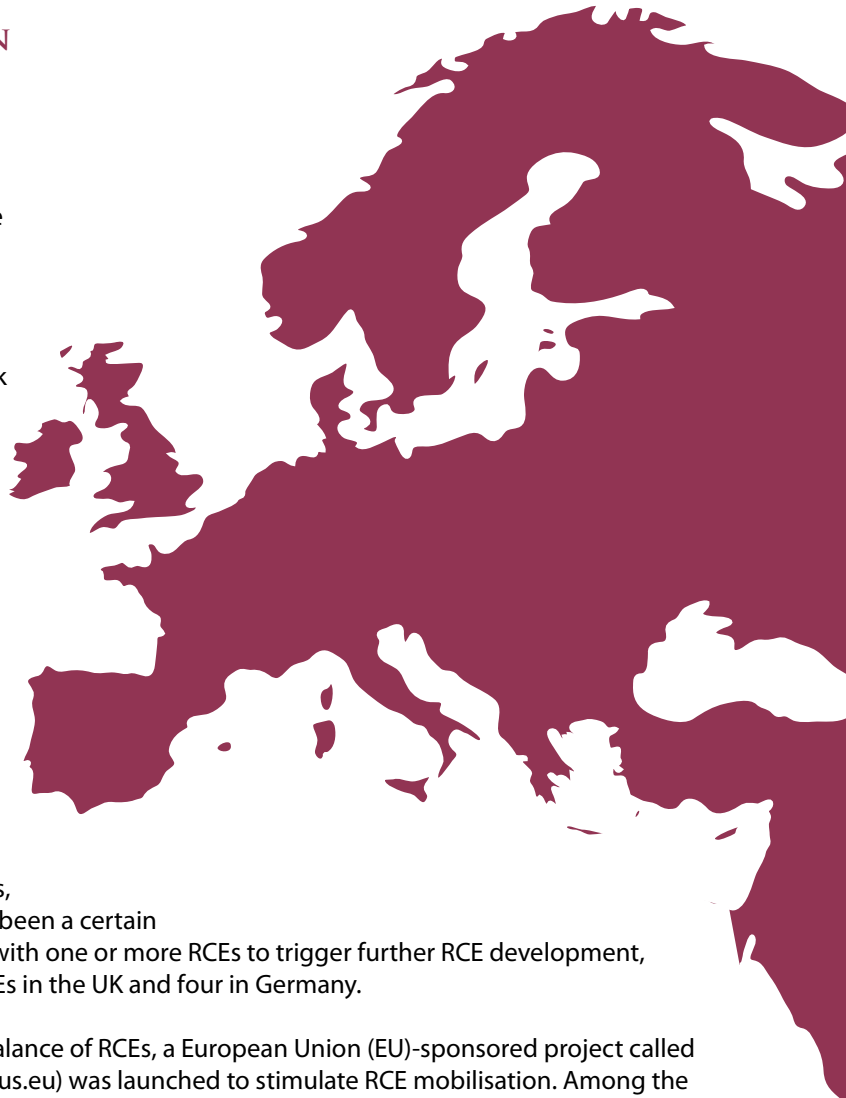 N
e
k
s,
been a certain
with one or more RCEs to trigger further RCE development,
Es in the UK and four in Germany.
alance of RCEs, a European Union (EU)-sponsored project called
us.eu) was launched to stimulate RCE mobilisation. Among the